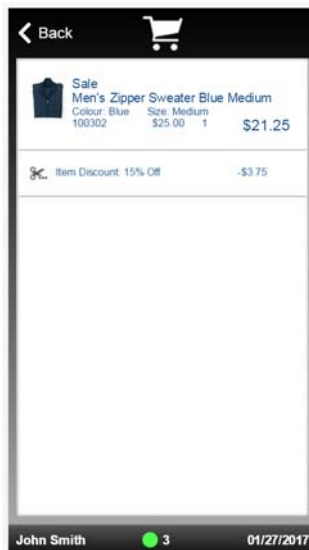 Back
Sale
Men's Zipper Sweater Blue Medium
Colour: Blue Size: Medium
100302 $25.00 1 $21.25
Item Discount: 15% Off -$3.75
John Smith 3 01/27/2017